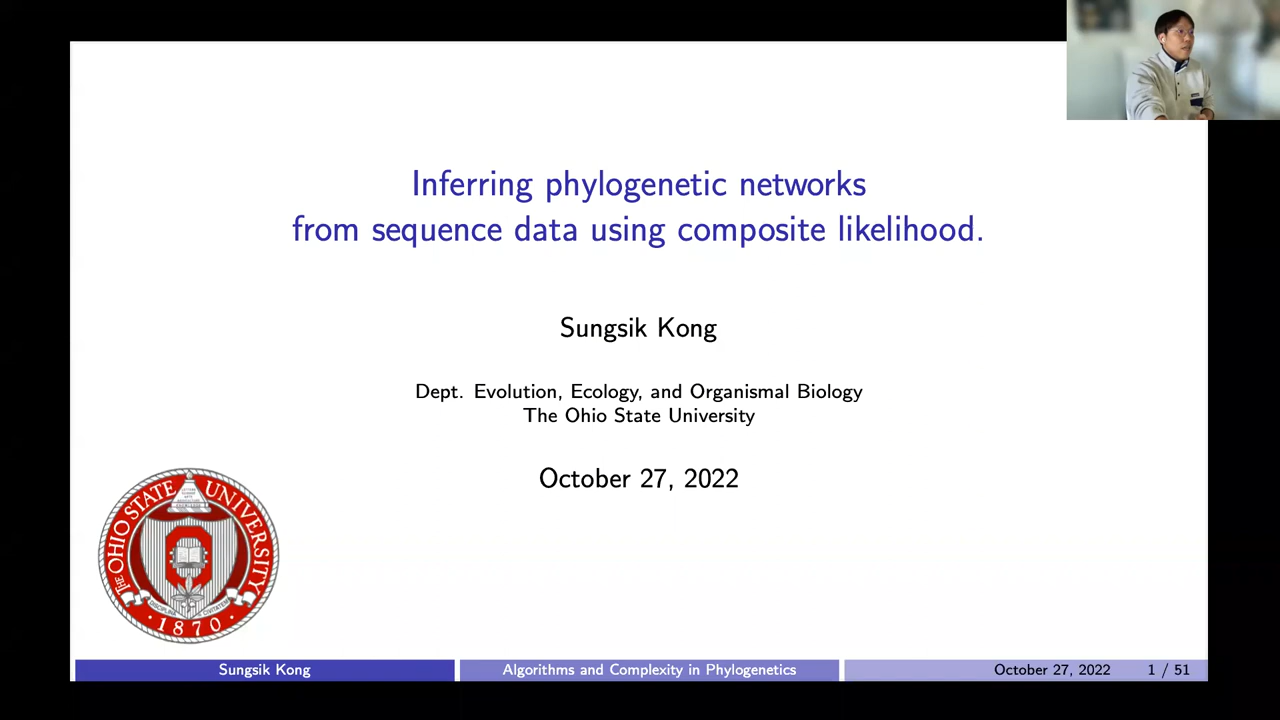 Inferring phylogenetic networks
from sequence data using composite likelihood.
Sungsik Kong
Dept. Evolution, Ecology, and Organismal Biology
The Ohio State University
October 27, 2022
THE OHIO STATE UNIVERSITY
1870
Sungsik Kong
Algorithms and Complexity in Phylogenetics
October 27, 2022
1 / 51